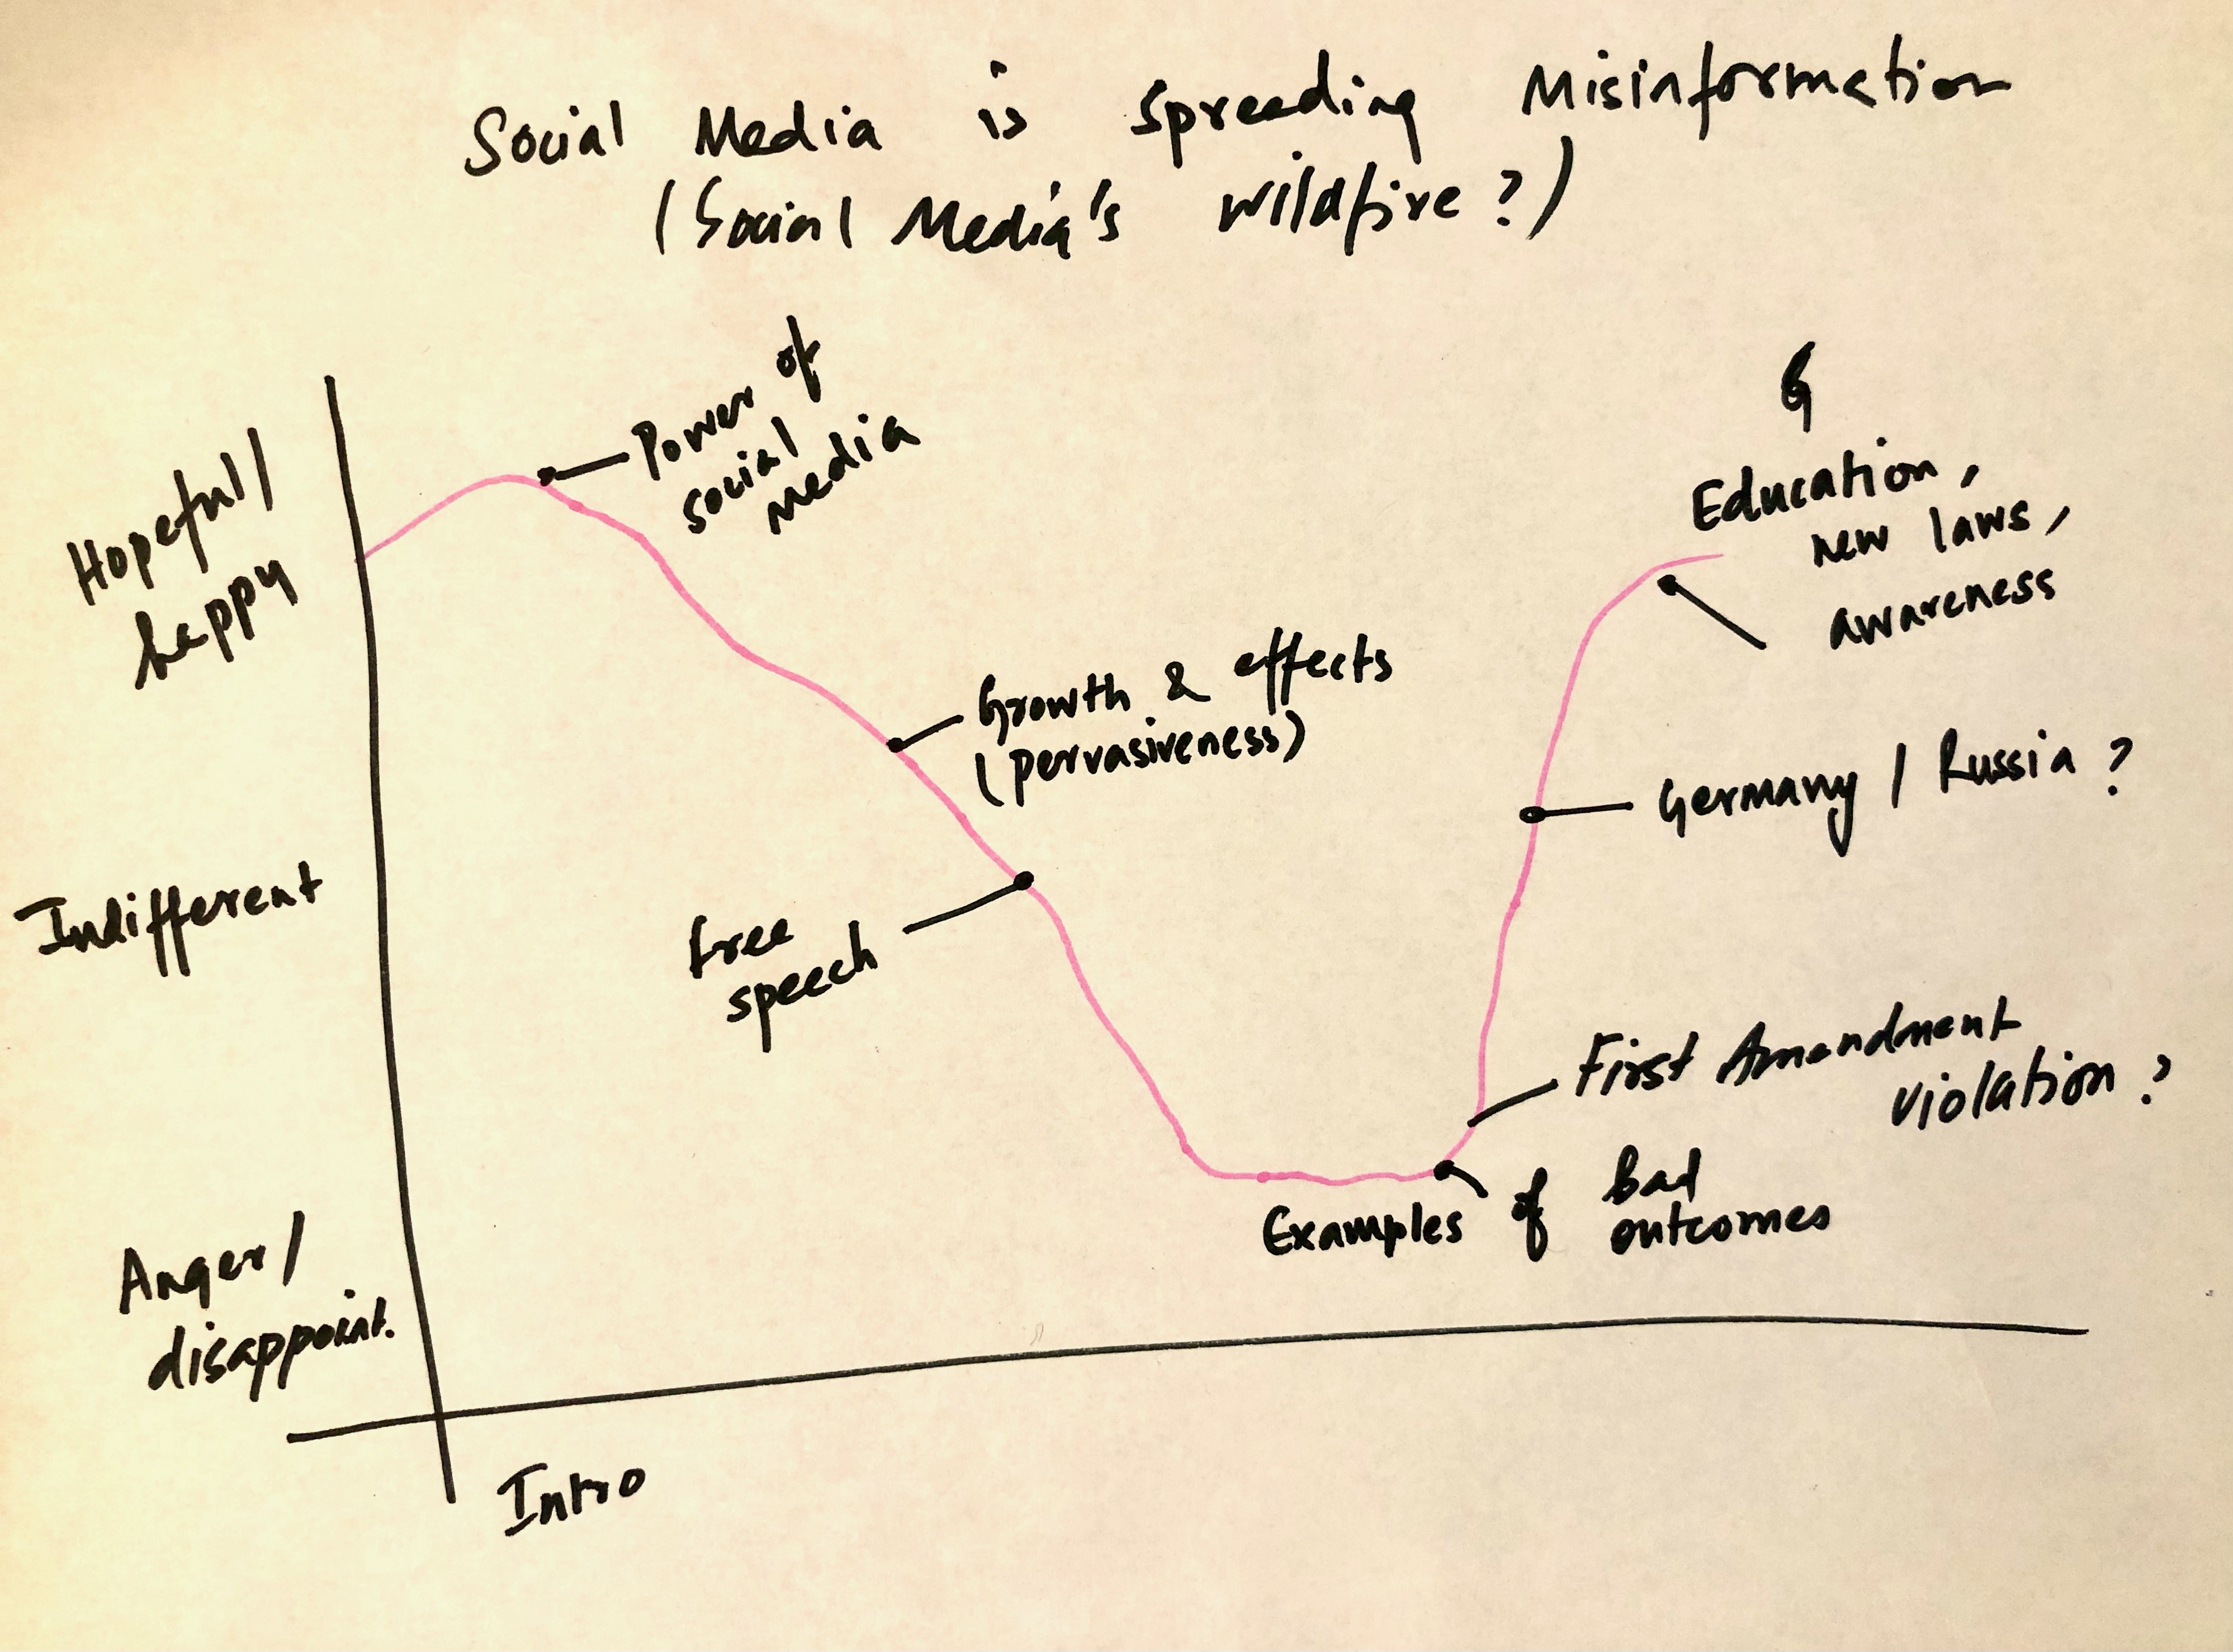 Social Media is spreading Misinformation
(Social Media's wildfire?)
Power of
social
media
Education,
new laws,
awareness
Hopeful/
happy
Growth & effects
(pervasiveness)
Germany / Russia ?
Indifferent
free
speech
First Amendment
violation ?
Examples of bad
outcomes
Anger/
disappoint.
Intro